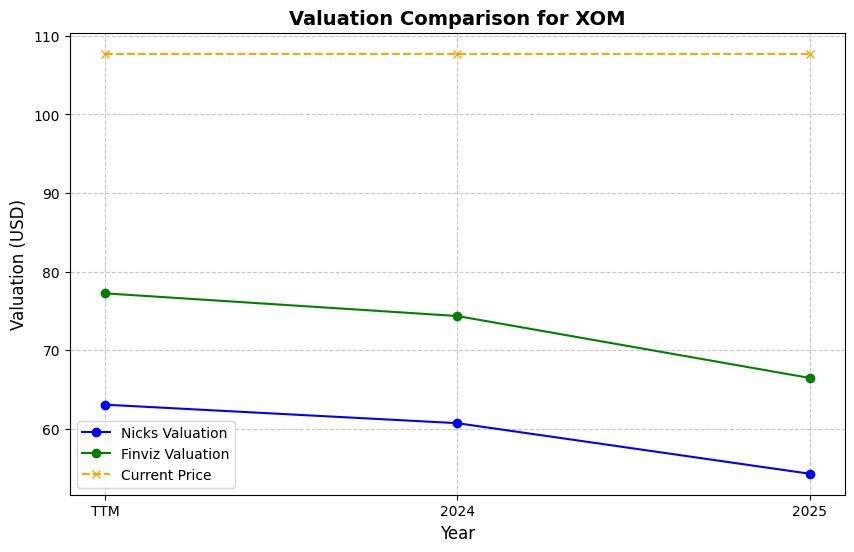 Valuation Comparison for XOM
110
100
90
80
70
60
Valuation (USD)
Nicks Valuation
Finviz Valuation
Current Price
TTM
2024
2025
Year